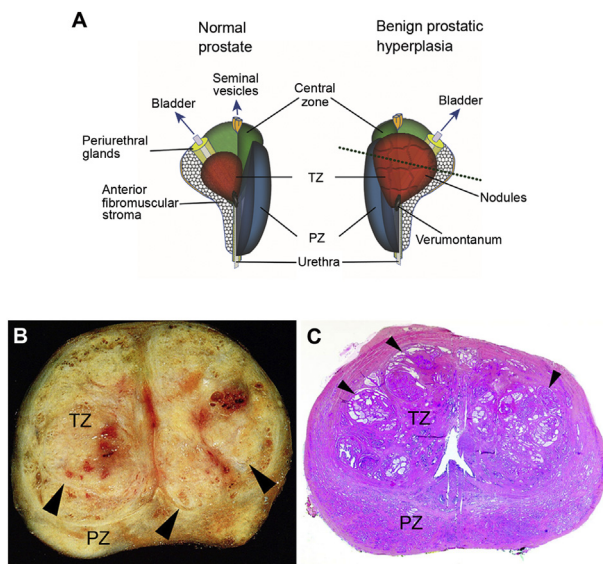 A
Normal
prostate
Benign prostatic
hyperplasia
Seminal
vesicles
Bladder
Central
zone
Bladder
Periurethral
glands
TZ
Anterior
fibromuscular
stroma
Nodules
PZ
Verumontanum
Urethra
B
TZ
PZ
C
TZ
PZ